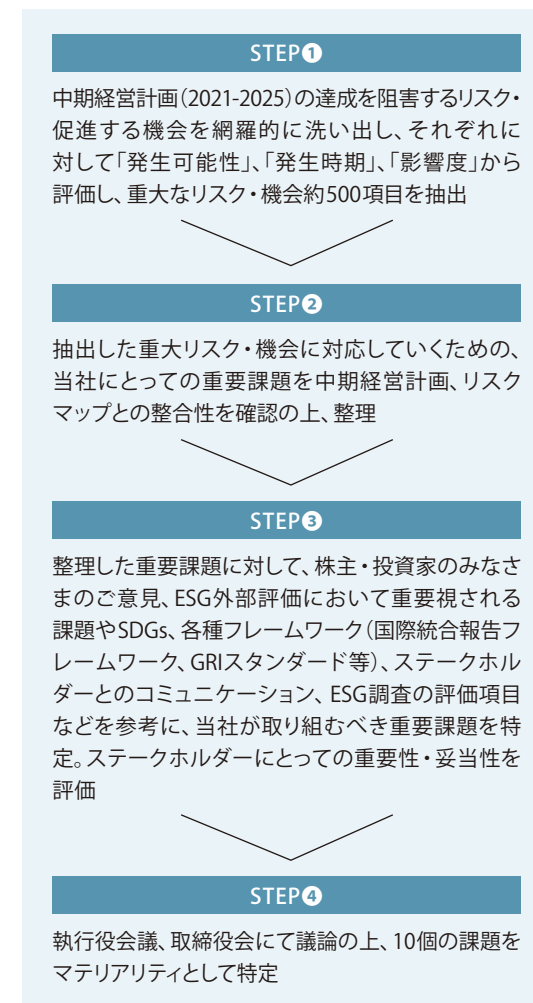 STEP❶
中期経営計画(2021-2025)の達成を阻害するリスク・
促進する機会を網羅的に洗い出し、それぞれに
対して「発生可能性」、「発生時期」、「影響度」から
評価し、重大なリスク・機会約500項目を抽出
STEP❷
抽出した重大リスク・機会に対応していくための、
当社にとっての重要課題を中期経営計画、リスク
マップとの整合性を確認の上、整理
STEP❸
整理した重要課題に対して、株主・投資家のみなさ
まのご意見、ESG外部評価において重要視される
課題やSDGs、各種フレームワーク(国際統合報告フ
レームワーク、GRIスタンダード等)、ステークホル
ダーとのコミュニケーション、ESG調査の評価項目
などを参考に、当社が取り組むべき重要課題を特
定。ステークホルダーにとっての重要性・妥当性を
評価
STEP❹
執行役会議、取締役会にて議論の上、10個の課題を
マテリアリティとして特定